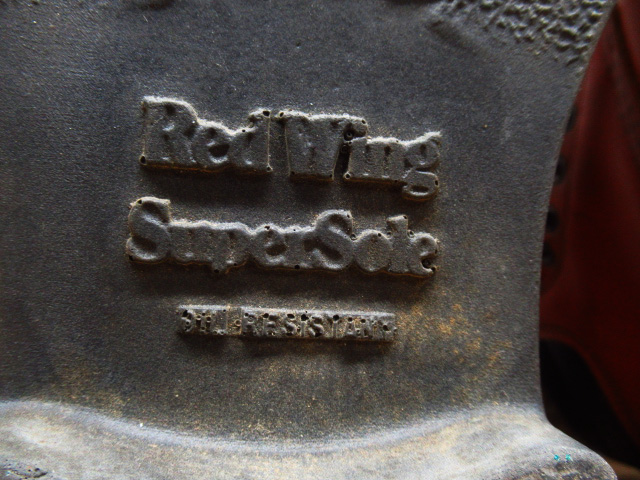 Red Wing
SuperSole
OIL RESISTANT